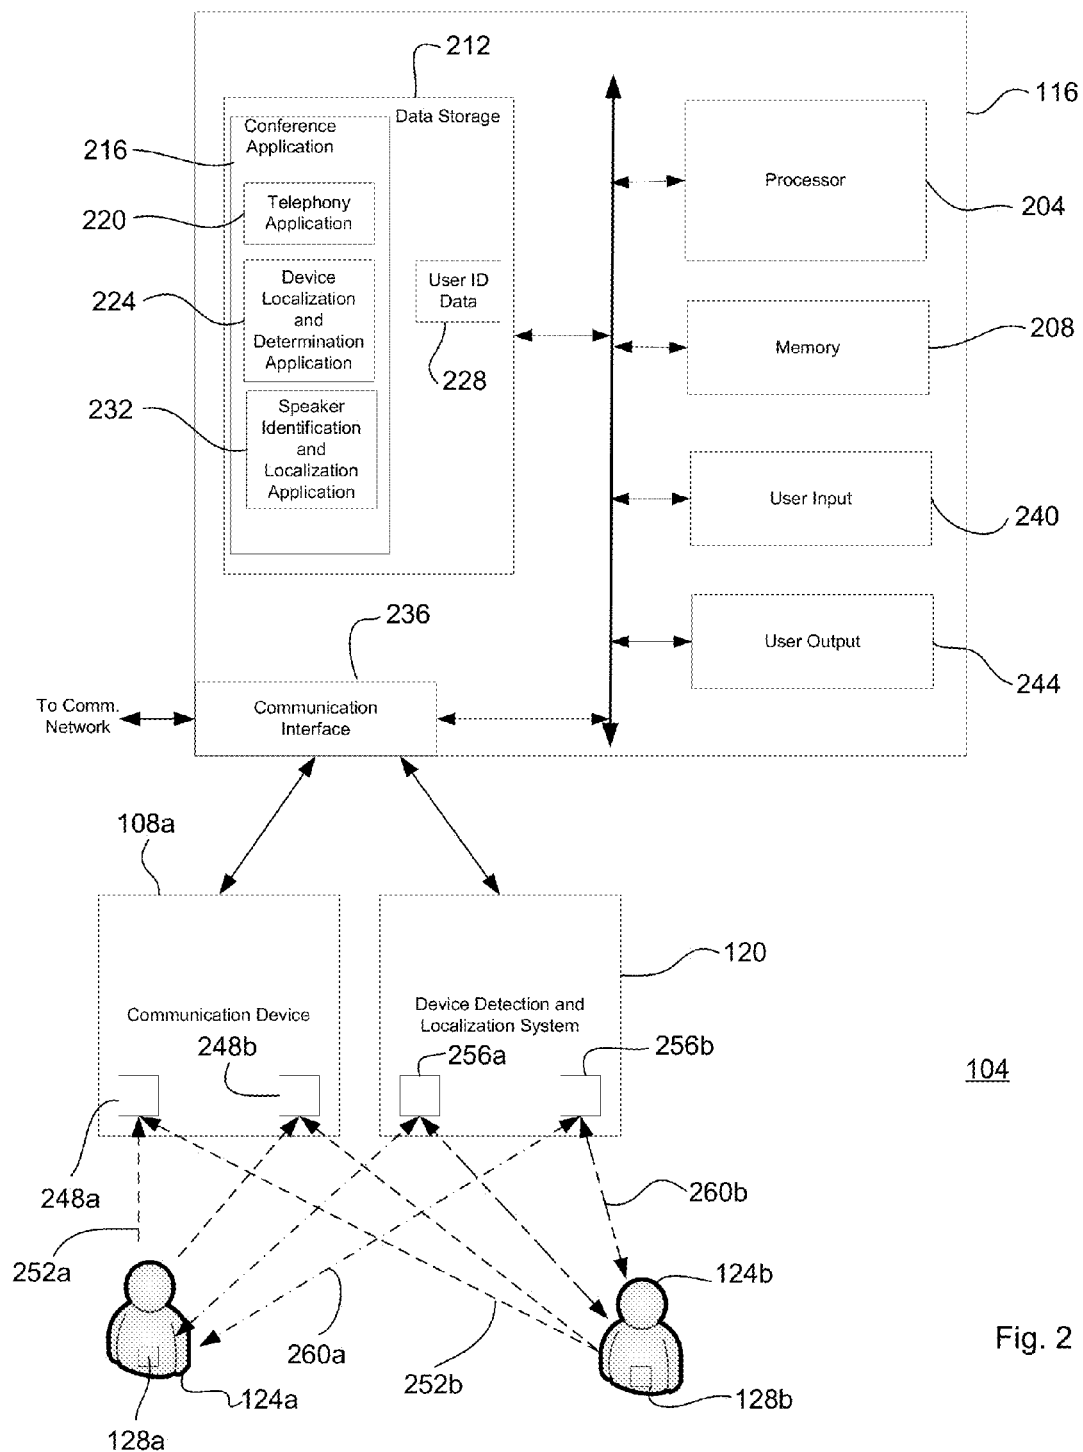 212
Data Storage
116
Conference
Application
216
Processor
Telephony
Application
220
204
Device
Localization
and
Determination
Application
224
User ID
Data
228
208
Memory
Speaker
Identification
and
Localization
Application
232
User Input
240
236
User Output
244
To Comm.
Network
Communication
Interface
108a
120
Communication Device
Device Detection and
Localization System
248b
256a
256b
104
248a
260b
252a
124b
260a
252b
Fig. 2
124a
128b
128a